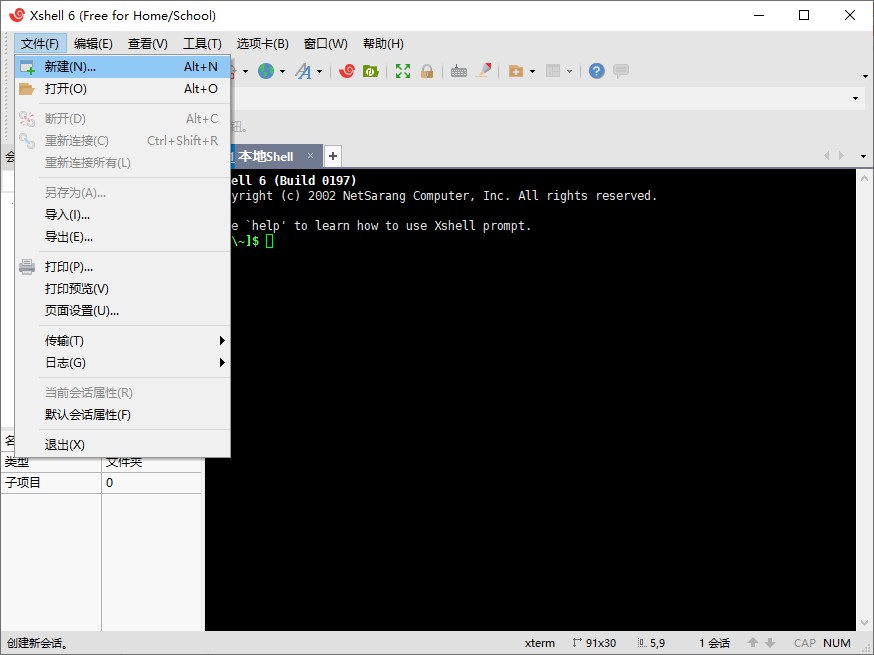 Xshell 6 (Free for Home/School)
文件(F) 编辑(E) 查看(V) 工具(T) 选项卡(B) 窗口(W) 帮助(H)
新建(N)... Alt+N
打开(O) Alt+O
断开(D) Alt+C
重新连接(C) Ctrl+Shift+R
重新连接所有(L)
另存为(A)...
导入(I)...
导出(E)...
打印(P)...
打印预览(V)
页面设置(U)...
传输(T)
日志(G)
当前会话属性(R)
默认会话属性(F)
退出(X)
钮。
会
本地Shell
ell 6 (Build 0197)
yright (c) 2002 NetSarang Computer, Inc. All rights reserved.
e `help' to learn how to use Xshell prompt.
\~]$
名
类型 文件夹
子项目 0
创建新会话。 xterm 91x30 5,9 1 会话 CAP NUM